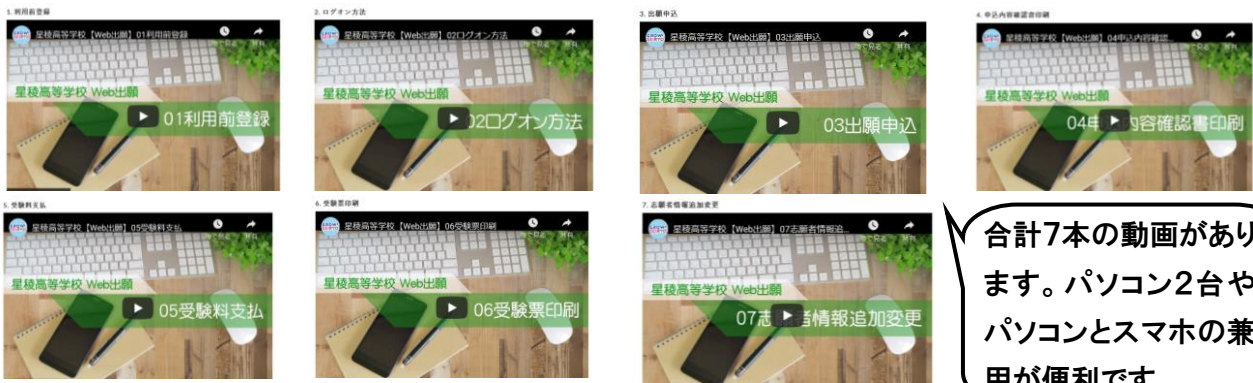 1. 利用前登録
2. ログオン方法
3. 出願申込
4. 申込内容確認書印刷
星稜高等学校【Web出願】01利用前登録
星稜高等学校【Web出願】02ログオン方法
星稜高等学校【Web出願】03出願申込
星稜高等学校【Web出願】04申込内容確認...
星稜高等学校 Web出願
星稜高等学校 Web出願
星稜高等学校 Web出願
星稜高等学校 Web出願
01利用前登録
02ログオン方法
03出願申込
04申 内容確認書印刷
5. 受験料支払
6. 受験票印刷
7. 志願者情報追加変更
星稜高等学校【Web出願】05受験料支払
星稜高等学校【Web出願】06受験票印刷
星稜高等学校【Web出願】07志願者情報追...
星稜高等学校 Web出願
星稜高等学校 Web出願
星稜高等学校 Web出願
05受験料支払
06受験票印刷
07志 者情報追加変更
合計7本の動画があり
ます。パソコン2台や
パソコンとスマホの兼
用が便利です